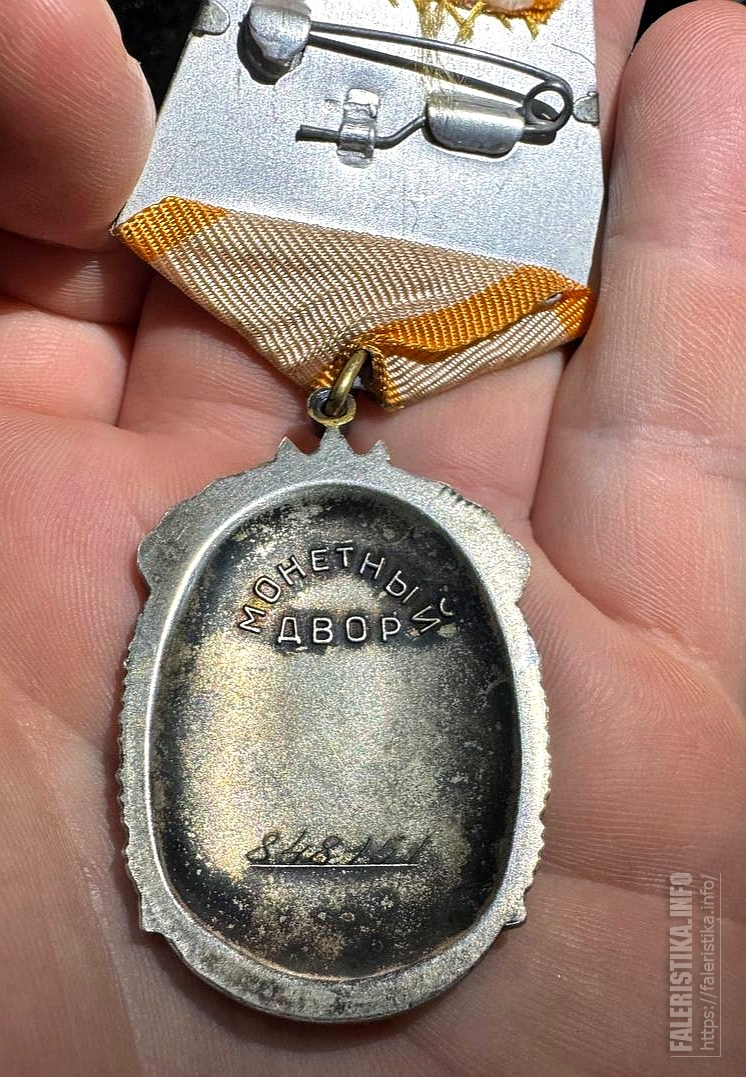 МОНЕТНЫЙ
ДВОР
FALERISTIKA.INFO
https://faleristika.info/